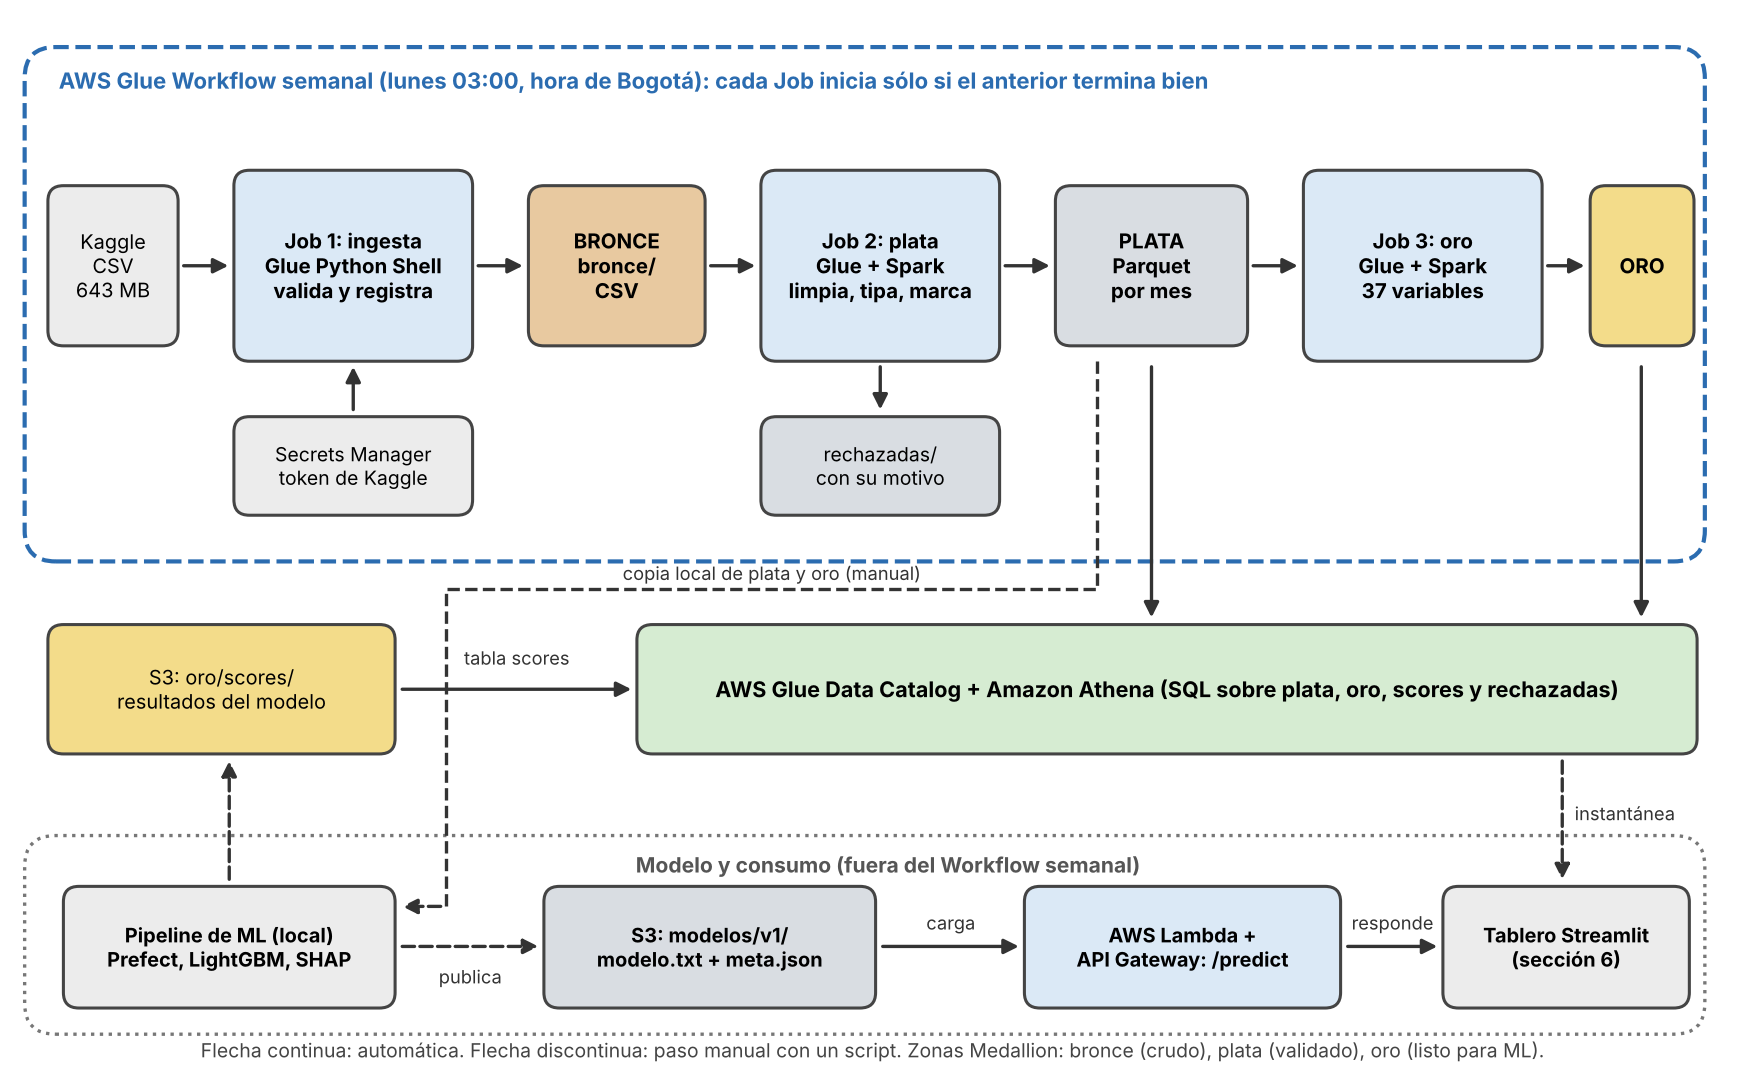 AWS Glue Workflow semanal (lunes 03:00, hora de Bogotá): cada Job inicia sólo si el anterior termina bien
Kaggle
CSV
643 MB
Job 1: ingesta
Glue Python Shell
valida y registra
BRONCE
bronce/
CSV
Job 2: plata
Glue + Spark
limpia, tipa, marca
PLATA
Parquet
por mes
Job 3: oro
Glue + Spark
37 variables
ORO
Secrets Manager
token de Kaggle
rechazadas/
con su motivo
copia local de plata y oro (manual)
S3: oro/scores/
resultados del modelo
tabla scores
AWS Glue Data Catalog + Amazon Athena (SQL sobre plata, oro, scores y rechazadas)
instantánea
Modelo y consumo (fuera del Workflow semanal)
Pipeline de ML (local)
Prefect, LightGBM, SHAP
publica
S3: modelos/v1/
modelo.txt + meta.json
carga
AWS Lambda +
API Gateway: /predict
responde
Tablero Streamlit
(sección 6)
Flecha continua: automática. Flecha discontinua: paso manual con un script. Zonas Medallion: bronce (crudo), plata (validado), oro (listo para ML).